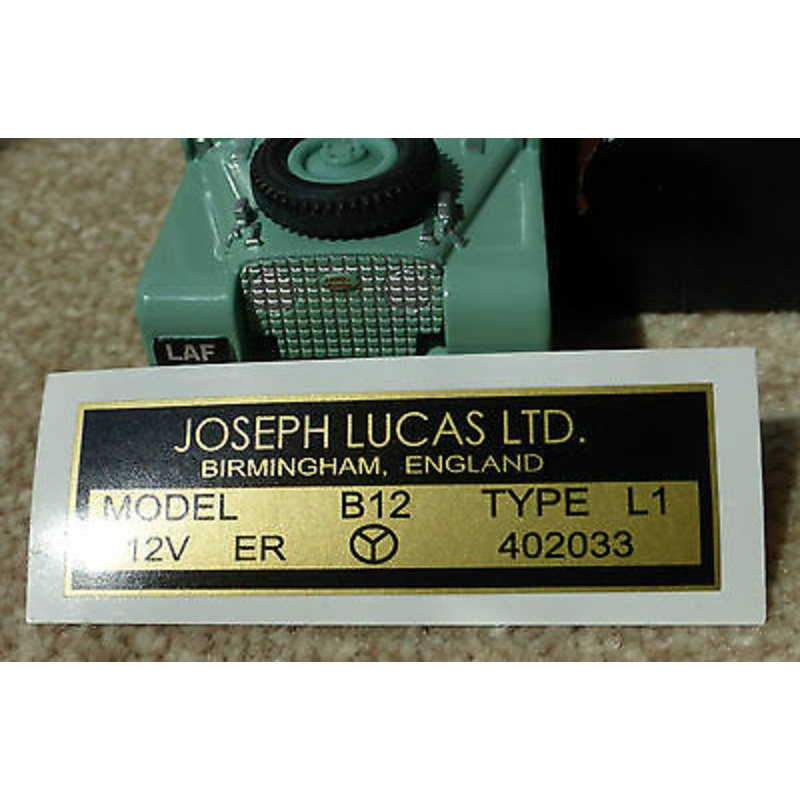 LAF
JOSEPH LUCAS LTD.
BIRMINGHAM, ENGLAND
MODEL B12 TYPE L1
12V ER Y 402033